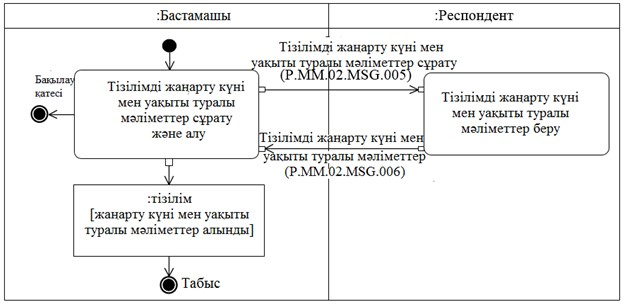 :Бастамашы
:Респондент
Тізілімді жаңарту күні мен
уақыты туралы мәліметтер сұрату
(P.MM.02.MSG.005)
Бақылау
қатесі
Тізілімді жаңарту күні
мен уақыты туралы
мәліметтер сұрату
және алу
Тізілімді жаңарту күні
мен уақыты туралы
мәліметтер беру
Тізілімді жаңарту күні мен
уақыты туралы мәліметтер
(P.MM.02.MSG.006)
:тізілім
[жаңарту күні мен уақыты
туралы мәліметтер алынды]
Табыс